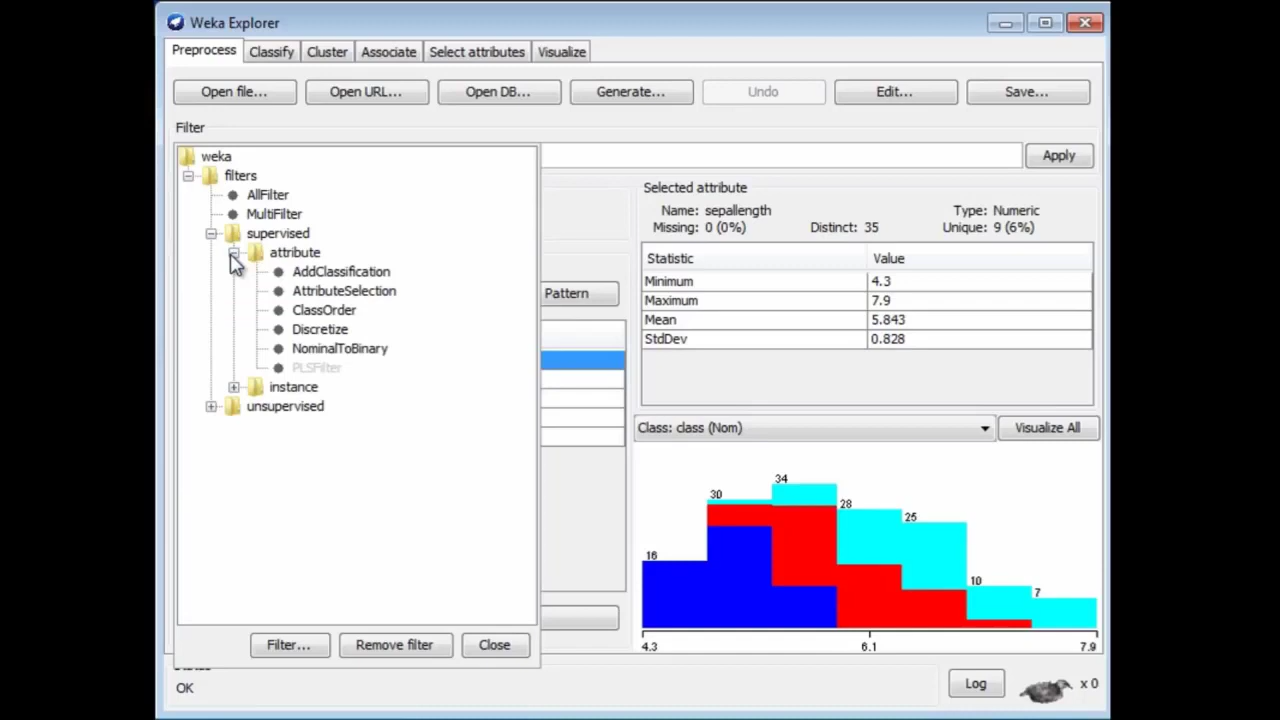 Weka Explorer
Preprocess Classify Cluster Associate Select attributes Visualize
Open file... Open URL... Open DB... Generate... Undo Edit... Save...
Filter
weka
filters
AllFilter
MultiFilter
supervised
attribute
AddClassification
AttributeSelection
ClassOrder
Discretize
NominalToBinary
PLSFilter
instance
unsupervised
Filter... Remove filter Close
Apply
Pattern
Selected attribute
Name: sepallength Type: Numeric
Missing: 0 (0%) Distinct: 35 Unique: 9 (6%)
Statistic Value
Minimum 4.3
Maximum 7.9
Mean 5.843
StdDev 0.828
Class: class (Nom) Visualize All
16 30 34 28 25 10 7
4.3 6.1 7.9
OK
Log x 0